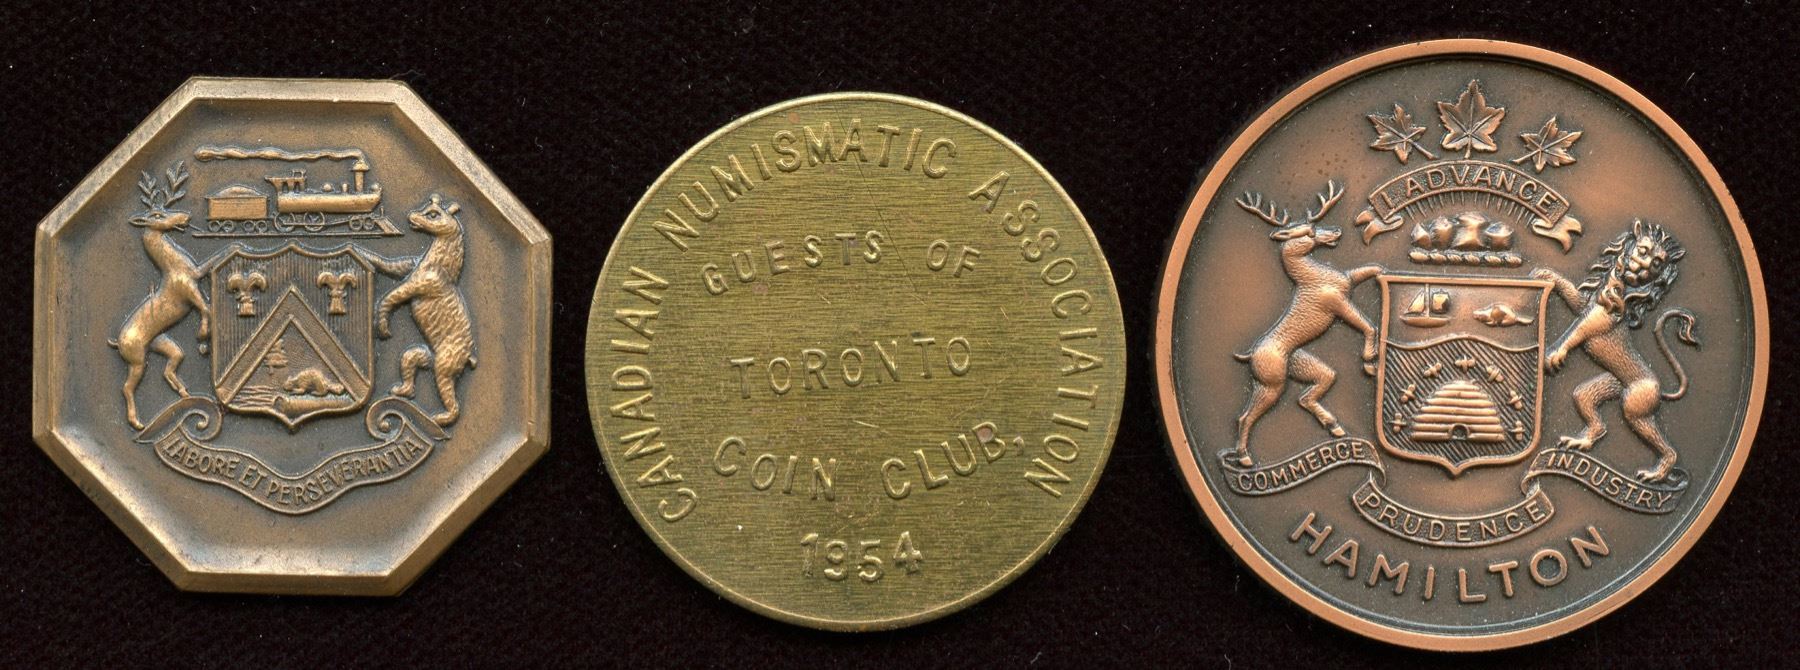 LABORE ET PERSEVERANTIA
CANADIAN NUMISMATIC ASSOCIATION
GUESTS OF
TORONTO
COIN CLUB,
1954
I ADVANCE
COMMERCE
PRUDENCE
INDUSTRY
HAMILTON